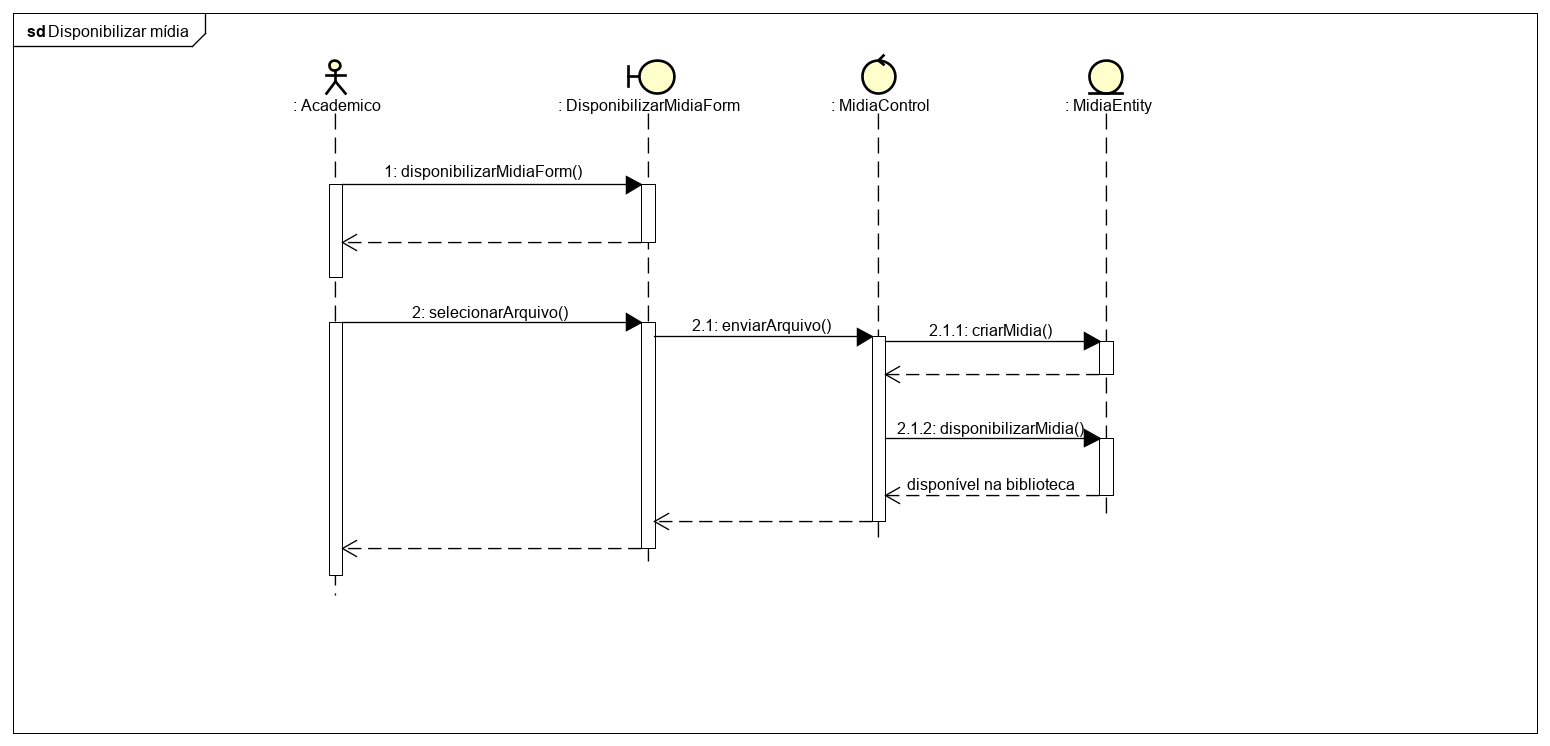 sd Disponibilizar mídia
: Academico
: DisponibilizarMidiaForm
: MidiaControl
: MidiaEntity
1: disponibilizarMidiaForm()
2: selecionarArquivo()
2.1: enviarArquivo()
2.1.1: criarMidia()
2.1.2: disponibilizarMidia()
disponível na biblioteca